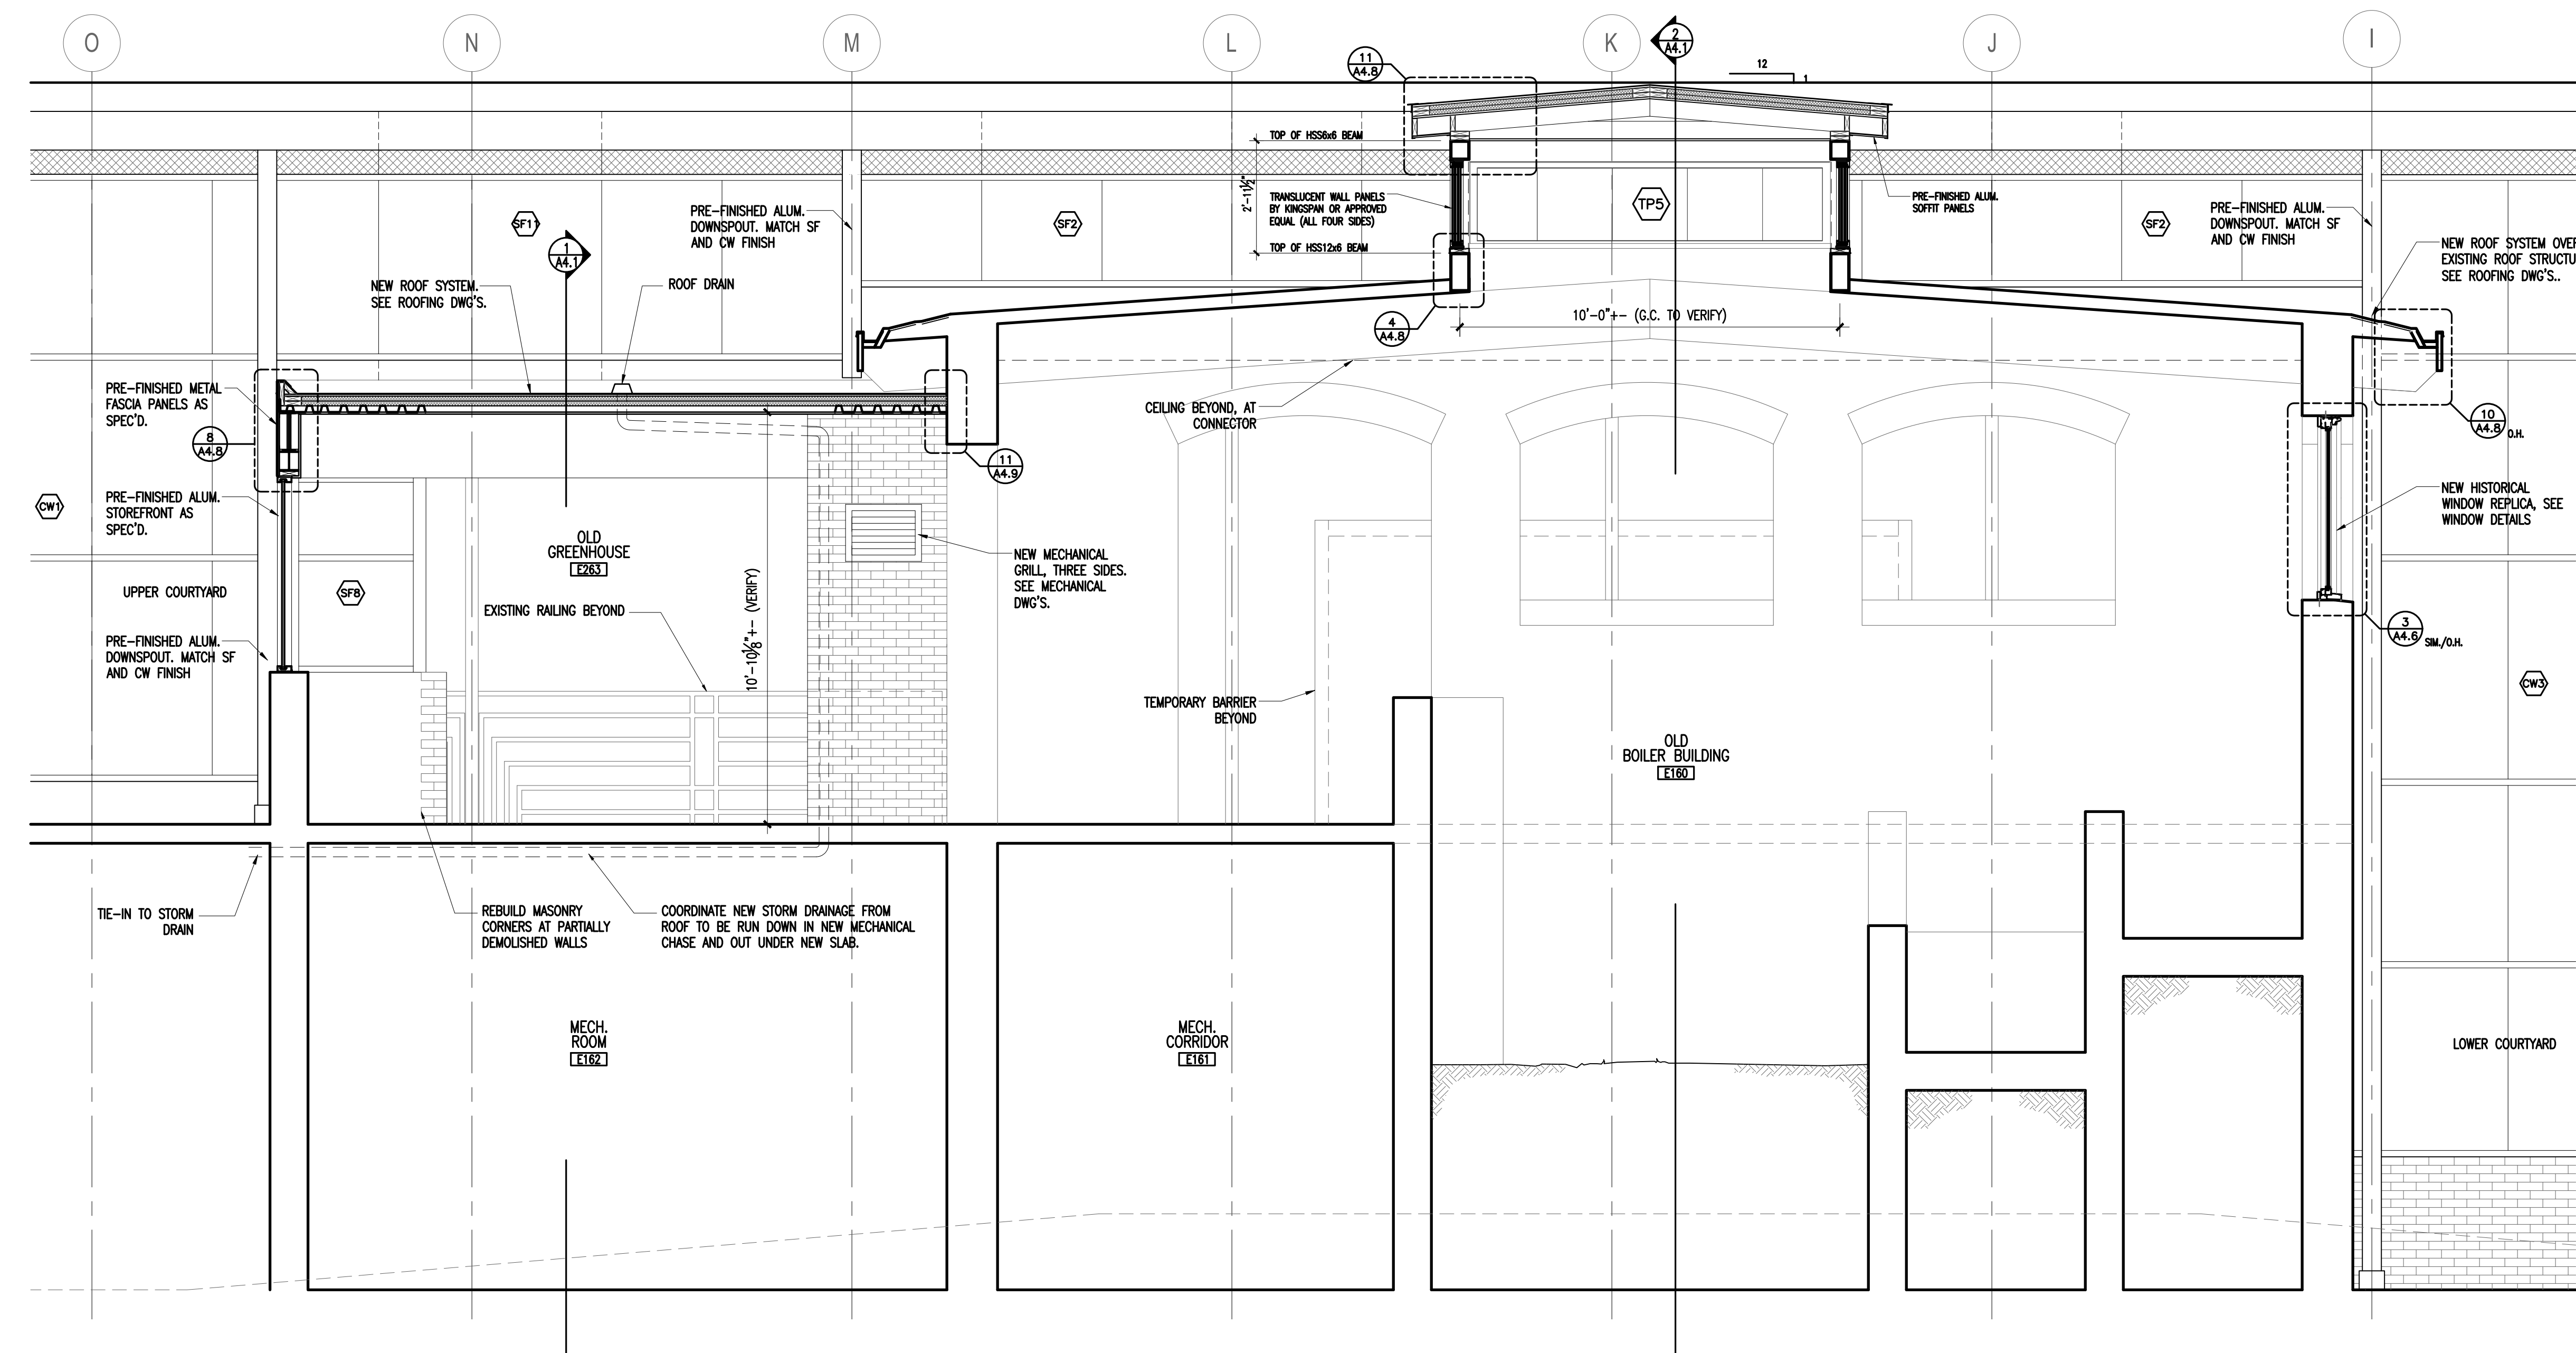 O
N
M
L
K
J
I
2
A4.1
11
A4.8
12
1
TOP OF HSS6x6 BEAM
2'-11½"
TRANSLUCENT WALL PANELS
BY KINGSPAN OR APPROVED
EQUAL (ALL FOUR SIDES)
TOP OF HSS12x6 BEAM
TP5
PRE-FINISHED ALUM.
SOFFIT PANELS
SF11
1
A4.1
PRE-FINISHED ALUM.
DOWNSPOUT. MATCH SF
AND CW FINISH
SF2
SF2
PRE-FINISHED ALUM.
DOWNSPOUT. MATCH SF
AND CW FINISH
NEW ROOF SYSTEM OVER
EXISTING ROOF STRUCTU
SEE ROOFING DWG'S..
NEW ROOF SYSTEM.
SEE ROOFING DWG'S.
ROOF DRAIN
4
A4.8
10'-0"+- (G.C. TO VERIFY)
PRE-FINISHED METAL
FASCIA PANELS AS
SPEC'D.
8
A4.8
CEILING BEYOND, AT
CONNECTOR
11
A4.9
10
A4.8
O.H.
CW1
PRE-FINISHED ALUM.
STOREFRONT AS
SPEC'D.
OLD
GREENHOUSE
E263
NEW HISTORICAL
WINDOW REPLICA, SEE
WINDOW DETAILS
NEW MECHANICAL
GRILL, THREE SIDES.
SEE MECHANICAL
DWG'S.
UPPER COURTYARD
SF8
EXISTING RAILING BEYOND
10'-10⅛"+- (VERIFY)
3
A4.6
SIM./O.H.
PRE-FINISHED ALUM.
DOWNSPOUT. MATCH SF
AND CW FINISH
CW3
TEMPORARY BARRIER
BEYOND
OLD
BOILER BUILDING
E160
TIE-IN TO STORM
DRAIN
REBUILD MASONRY
CORNERS AT PARTIALLY
DEMOLISHED WALLS
COORDINATE NEW STORM DRAINAGE FROM
ROOF TO BE RUN DOWN IN NEW MECHANICAL
CHASE AND OUT UNDER NEW SLAB.
MECH.
ROOM
E162
MECH.
CORRIDOR
E161
LOWER COURTYARD